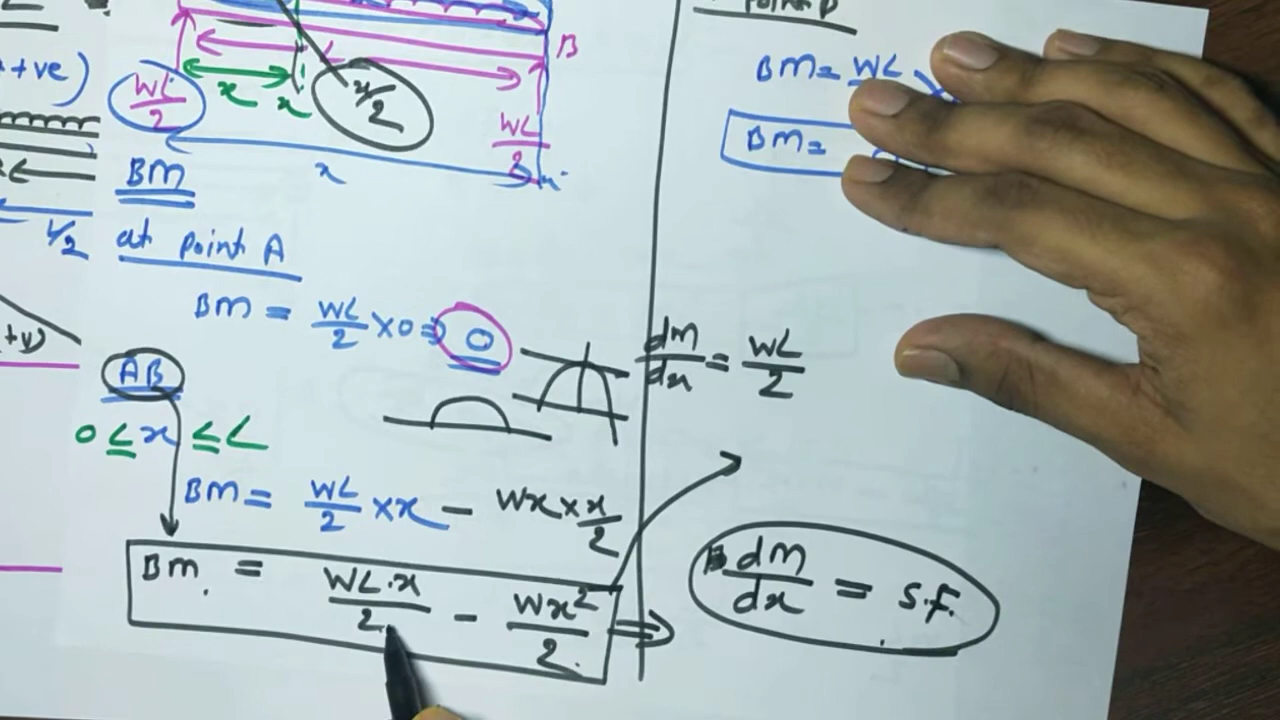 +ve)
B
WL/2
x
x
x/2
WL/2
x
L/2
BM
at point A
BM = WL/2 × 0 ⇒ 0
+v)
AB
0 ≤ x ≤ L
BM = WL/2 × x - Wx × x/2
BM. = WL.x/2 - Wx²/2
point
BM = WL
BM =
dM/dx = WL/2
dM/dx = S.F.